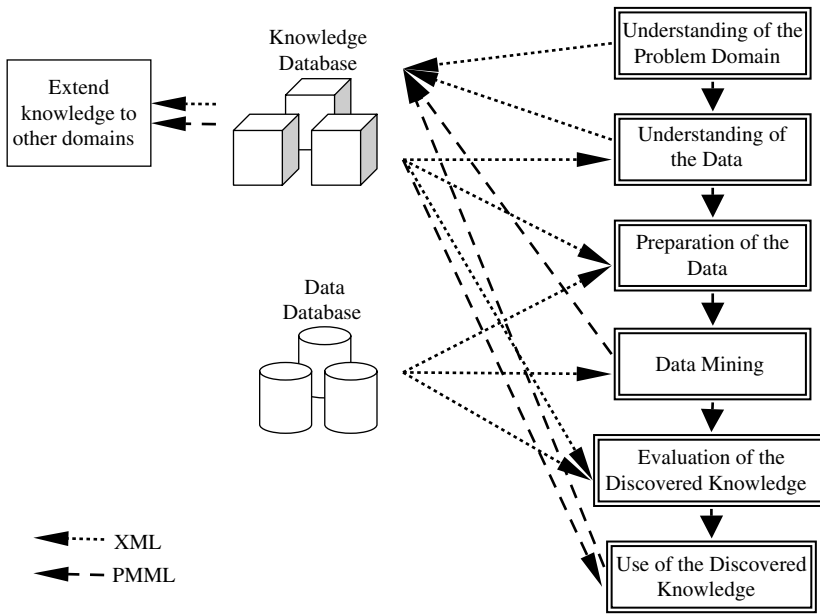 Knowledge
Database
Extend
knowledge to
other domains
Data
Database
XML
PMML
Understanding of the
Problem Domain
Understanding of
the Data
Preparation of the
Data
Data Mining
Evaluation of the
Discovered Knowledge
Use of the Discovered
Knowledge